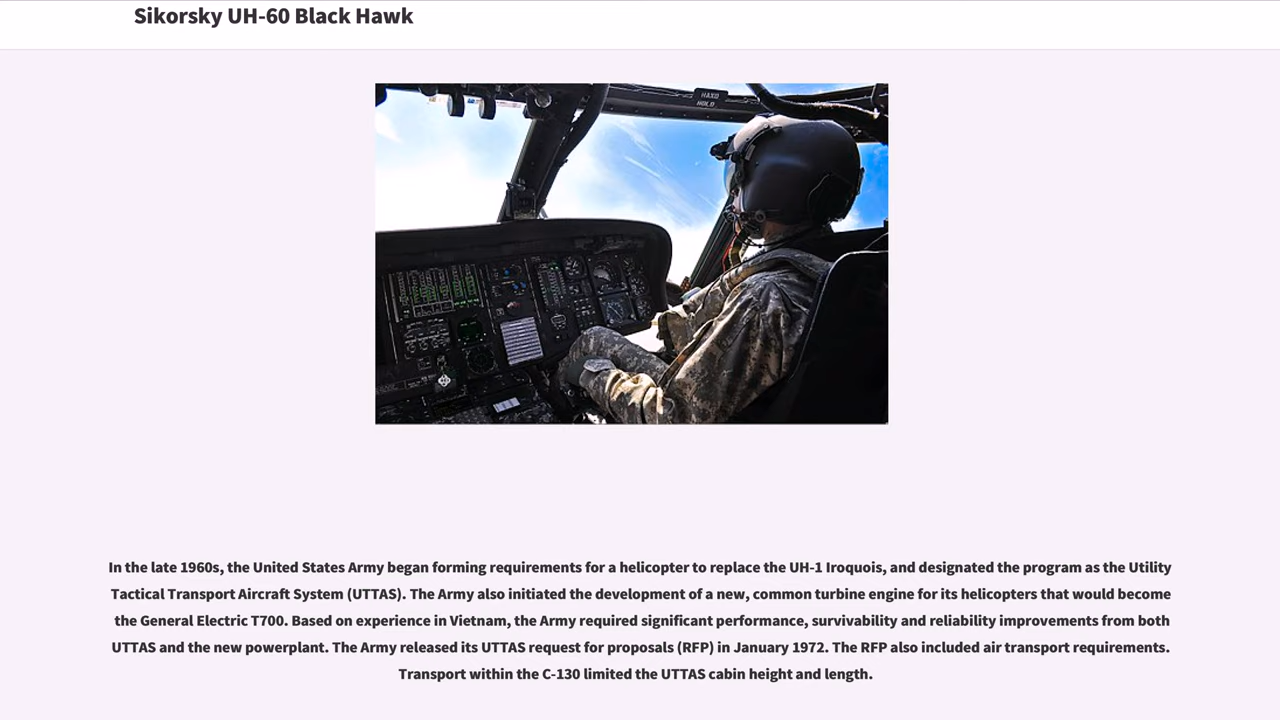 Sikorsky UH-60 Black Hawk
HAXO
HOLD
In the late 1960s, the United States Army began forming requirements for a helicopter to replace the UH-1 Iroquois, and designated the program as the Utility
Tactical Transport Aircraft System (UTTAS). The Army also initiated the development of a new, common turbine engine for its helicopters that would become
the General Electric T700. Based on experience in Vietnam, the Army required significant performance, survivability and reliability improvements from both
UTTAS and the new powerplant. The Army released its UTTAS request for proposals (RFP) in January 1972. The RFP also included air transport requirements.
Transport within the C-130 limited the UTTAS cabin height and length.